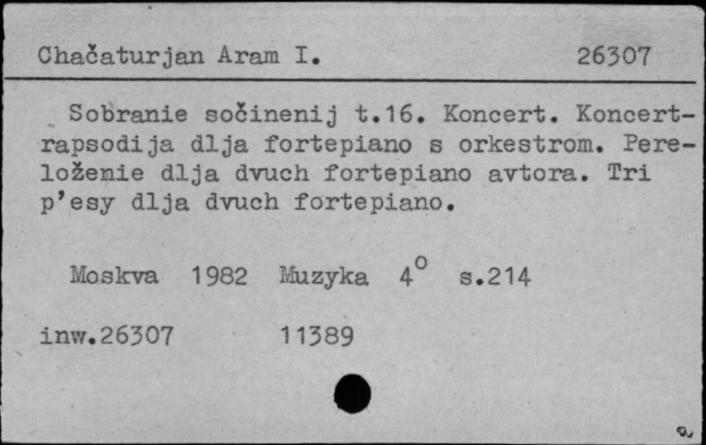 Chačaturjan Aram I. 26307
Sobranie sočinenij t.16. Koncert. Koncert-
rapsodija dlja fortepiano s orkestrom. Pere-
loženie dlja dvuch fortepiano avtora. Tri
p'esy dlja dvuch fortepiano.
Moskva 1982 Muzyka 4° s.214
inw.26307 11389